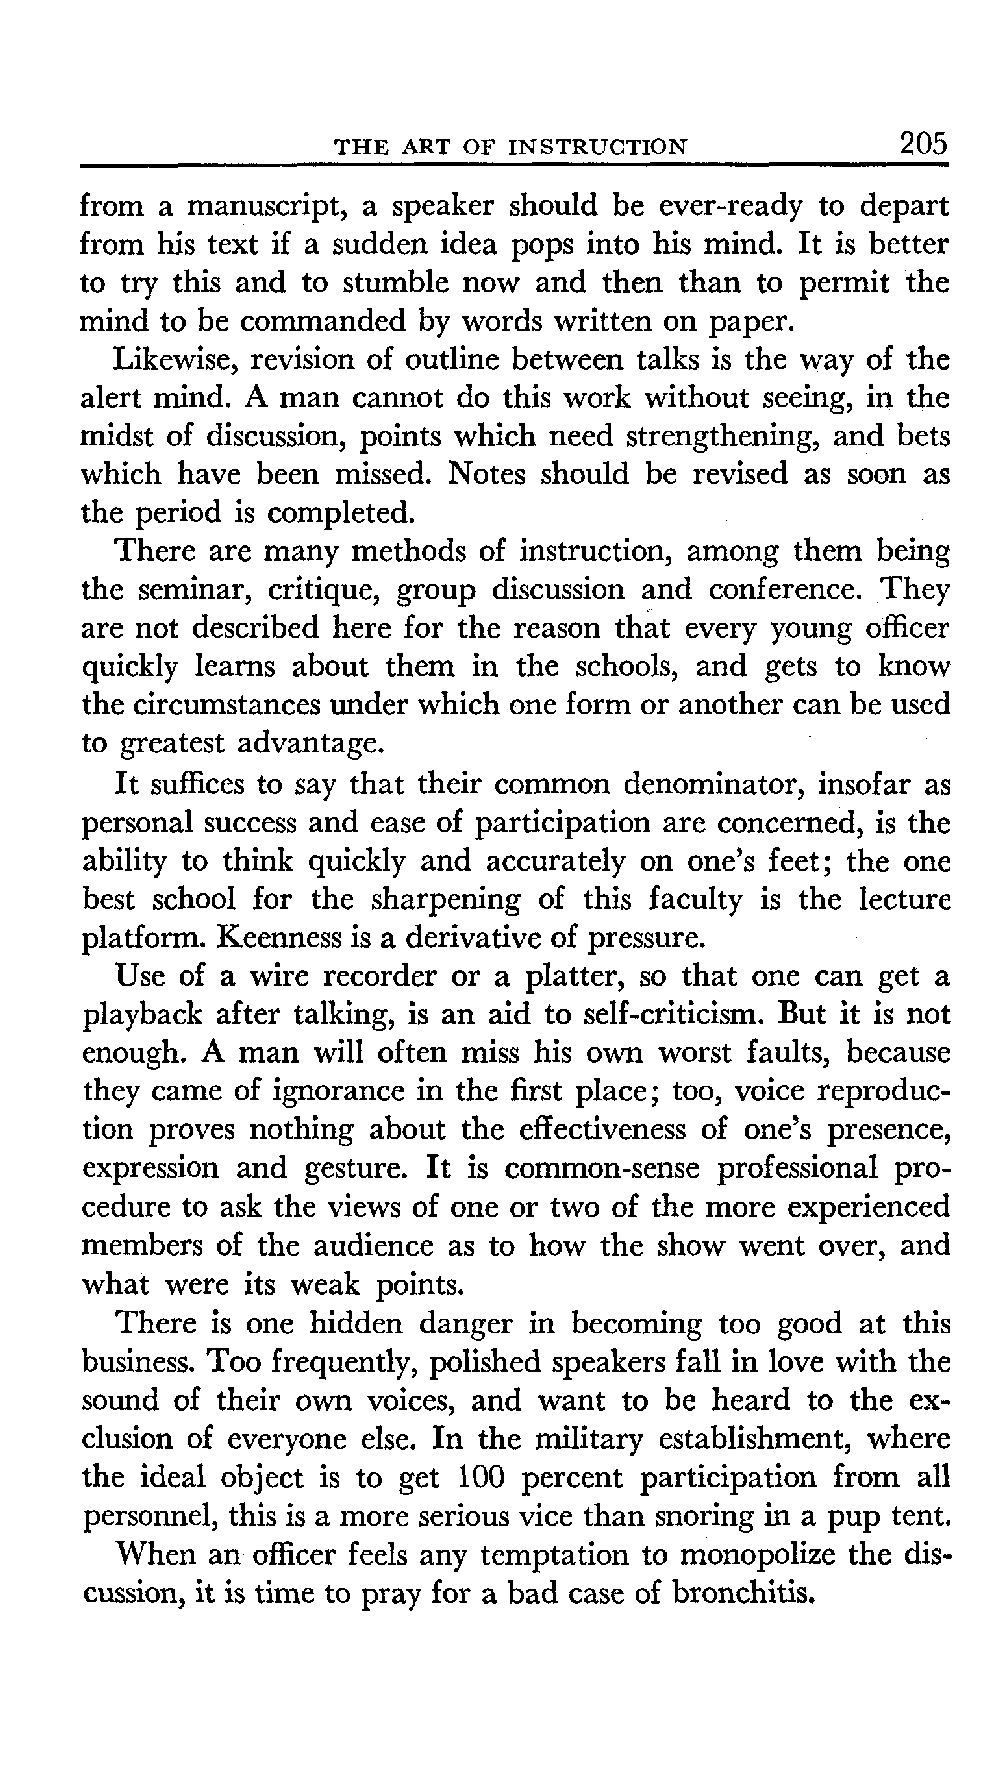 THE ART OF INSTRUCTION 205
from a manuscript, a speaker should be ever-ready to depart
from his text if a sudden idea pops into his mind. It is better
to try this and to stumble now and then than to permit the
mind to be commanded by words written on paper.
Likewise, revision of outline between talks is the way of the
alert mind. A man cannot do this work without seeing, in the
midst of discussion, points which need strengthening, and bets
which have been missed. Notes should be revised as soon as
the period is completed.
There are many methods of instruction, among them being
the seminar, critique, group discussion and conference. They
are not described here for the reason that every young officer
quickly learns about them in the schools, and gets to know
the circumstances under which one form or another can be used
to greatest advantage.
It suffices to say that their common denominator, insofar as
personal success and ease of participation are concerned, is the
ability to think quickly and accurately on one's feet; the one
best school for the sharpening of this faculty is the lecture
platform. Keenness is a derivative of pressure.
Use of a wire recorder or a platter, so that one can get a
playback after talking, is an aid to self-criticism. But it is not
enough. A man will often miss his own worst faults, because
they came of ignorance in the first place; too, voice reproduc-
tion proves nothing about the effectiveness of one's presence,
expression and gesture. It is common-sense professional pro-
cedure to ask the views of one or two of the more experienced
members of the audience as to how the show went over, and
what were its weak points.
There is one hidden danger in becoming too good at this
business. Too frequently, polished speakers fall in love with the
sound of their own voices, and want to be heard to the ex-
clusion of everyone else. In the military establishment, where
the ideal object is to get 100 percent participation from all
personnel, this is a more serious vice than snoring in a pup tent.
When an officer feels any temptation to monopolize the dis-
cussion, it is time to pray for a bad case of bronchitis.